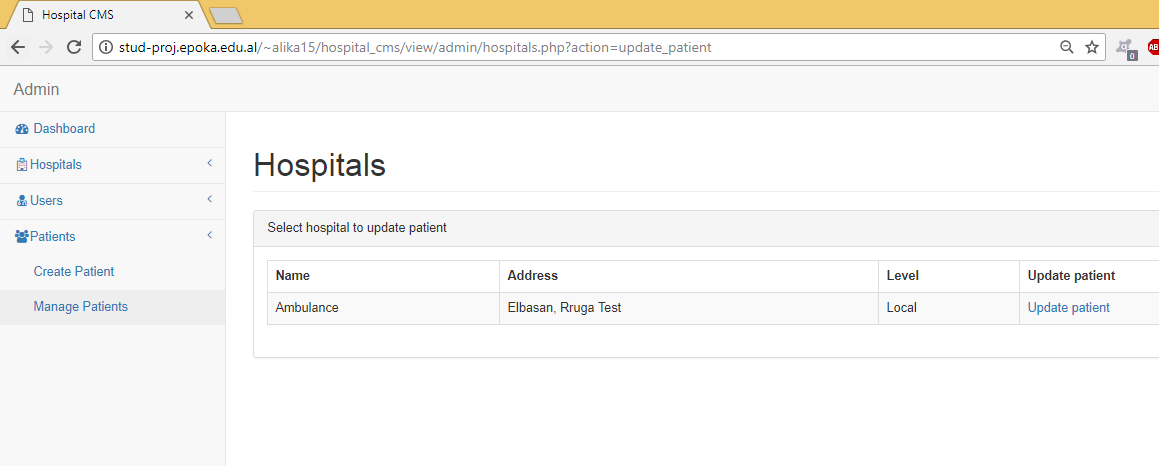 Hospital CMS
stud-proj.epoka.edu.al/~alika15/hospital_cms/view/admin/hospitals.php?action=update_patient
0
AB
Admin
Dashboard
Hospitals
Users
Patients
Create Patient
Manage Patients
Hospitals
Select hospital to update patient
Name Address Level Update patient
Ambulance Elbasan, Rruga Test Local Update patient